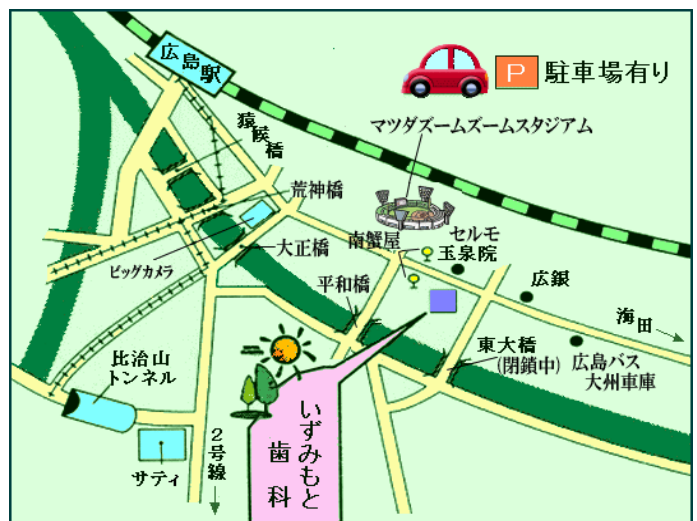 広島駅
P 駐車場有り
マツダズームズームスタジアム
猿候橋
荒神橋
大正橋
ビッグカメラ
南蟹屋
セルモ
玉泉院
平和橋
広銀
海田
東大橋
(閉鎖中)
広島バス
大州車庫
比治山
トンネル
サティ
2号線
いずみもと
歯科